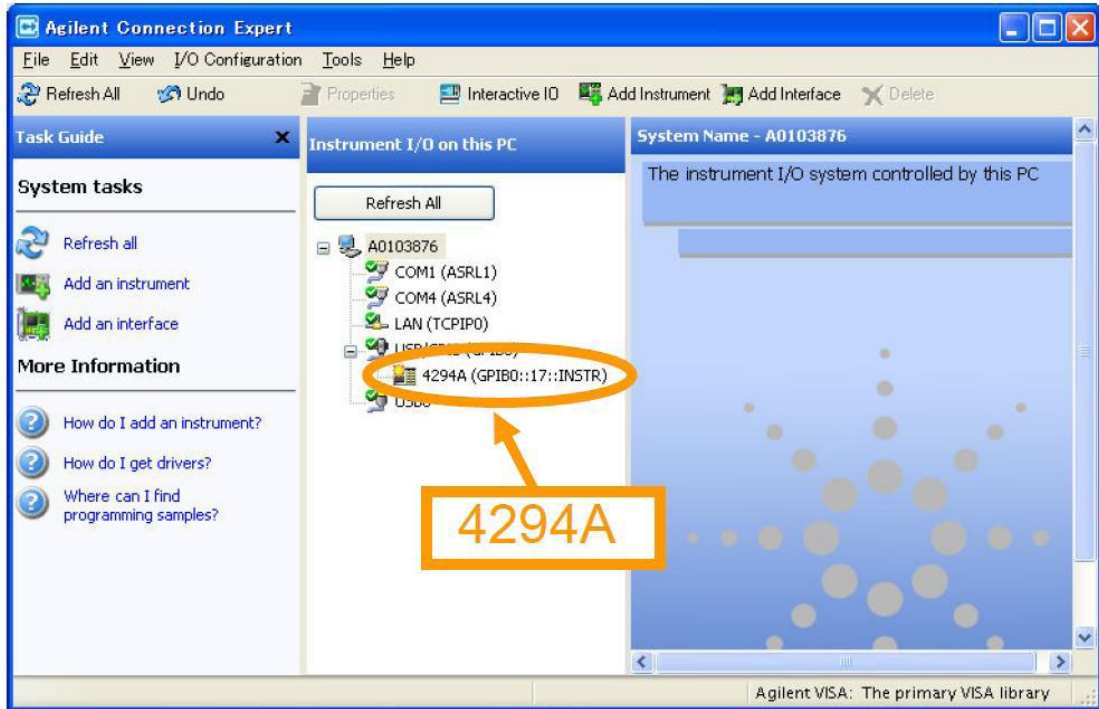 Agilent Connection Expert
File Edit View I/O Configuration Tools Help
Refresh All Undo Properties Interactive IO Add Instrument Add Interface Delete
Task Guide
System tasks
Refresh all
Add an instrument
Add an interface
More Information
How do I add an instrument?
How do I get drivers?
Where can I find
programming samples?
Instrument I/O on this PC
Refresh All
A0103876
COM1 (ASRL1)
COM4 (ASRL4)
LAN (TCPIP0)
USB/GPIB (GPIB0)
4294A (GPIB0::17::INSTR)
USB0
4294A
System Name - A0103876
The instrument I/O system controlled by this PC
Agilent VISA: The primary VISA library